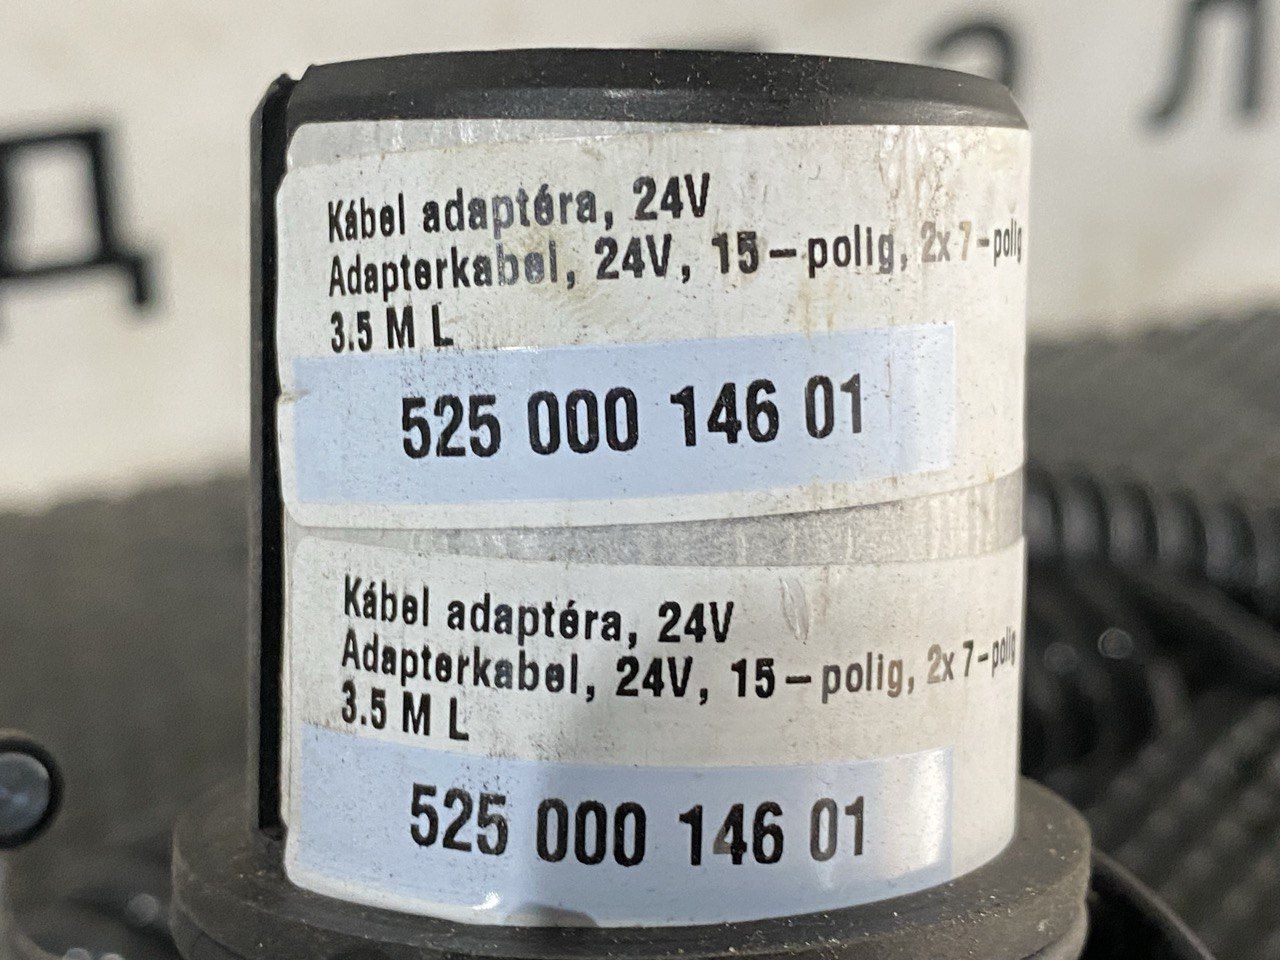 Kábel adaptéra, 24V
Adapterkabel, 24V, 15-polig, 2x 7-polig
3.5 M L
525 000 146 01
Kábel adaptéra, 24V
Adapterkabel, 24V, 15-polig, 2x 7-polig
3.5 M L
525 000 146 01